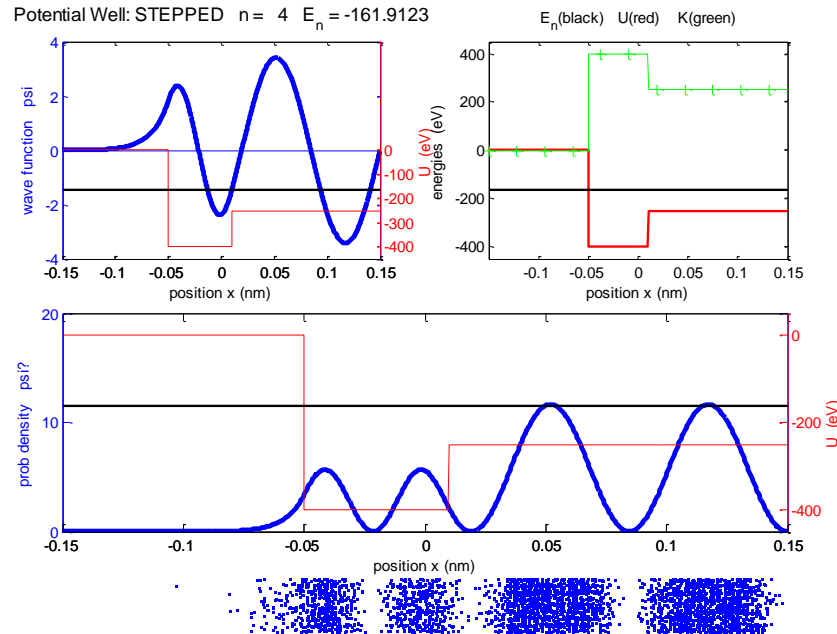 Potential Well: STEPPED n = 4 E_n = -161.9123
E_n(black) U(red) K(green)
4
2
0
-2
-4
wave function psi
0
-100
-200
-300
-400
U (eV)
-0.15 -0.1 -0.05 0 0.05 0.1 0.15
position x (nm)
400
200
0
-200
-400
energies (eV)
-0.1 -0.05 0 0.05 0.1 0.15
position x (nm)
20
10
0
prob density psi?
0
-200
-400
U (eV)
-0.15 -0.1 -0.05 0 0.05 0.1 0.15
position x (nm)